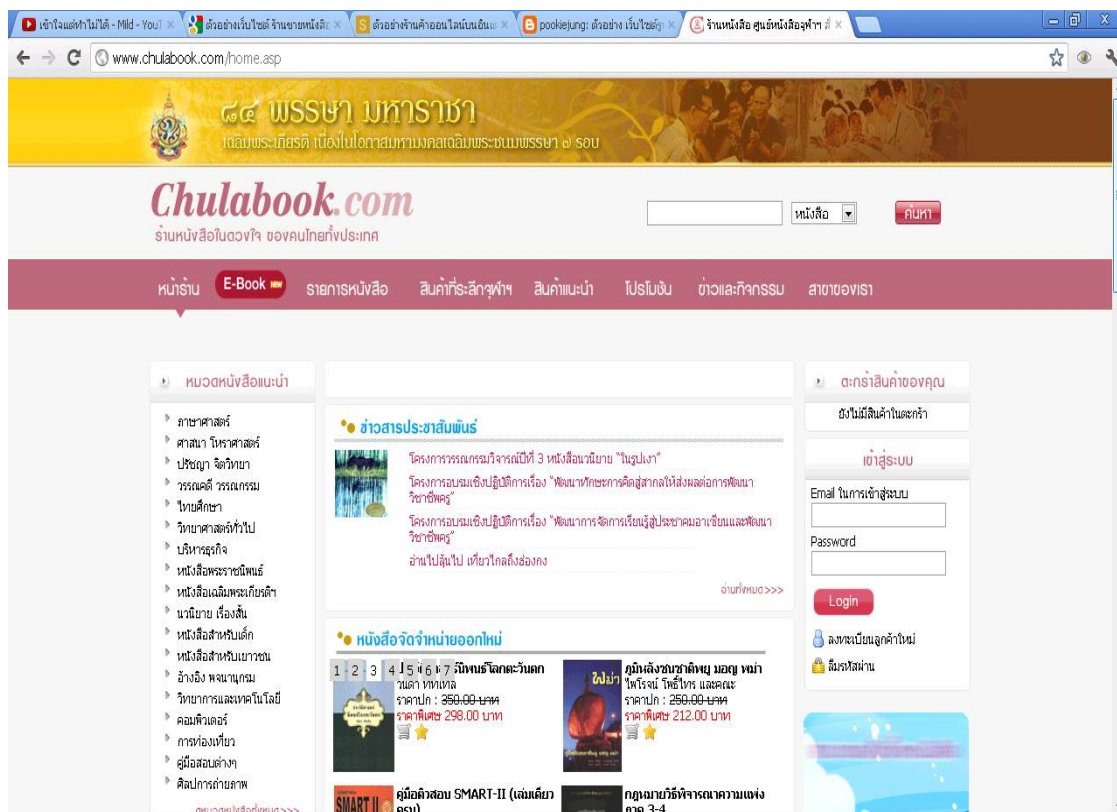 เข้าใจแต่ทำไม่ได้ - Mild - YouT
ตัวอย่างเว็บไซต์ ร้านขายหนังสือ
ตัวอย่างร้านค้าออนไลน์บนอินเ
pookiejung: ตัวอย่าง เว็บไซต์ธุ
ร้านหนังสือ ศูนย์หนังสือจุฬาฯ สั่
www.chulabook.com/home.asp
๘๔ พรรษา มหาราชา
เฉลิมพระเกียรติ เนื่องในโอกาสมหามงคลเฉลิมพระชนมพรรษา ๗ รอบ
Chulabook.com
ร้านหนังสือในดวงใจ ของคนไทยทั้งประเทศ
หนังสือ
ค้นหา
หน้าร้าน E-Book NEW รายการหนังสือ สินค้าที่ระลึกจุฬาฯ สินค้าแนะนำ โปรโมชั่น ข่าวและกิจกรรม สาขาของเรา
หมวดหนังสือแนะนำ
ภาษาศาสตร์
ศาสนา โหราศาสตร์
ปรัชญา จิตวิทยา
วรรณคดี วรรณกรรม
ไทยศึกษา
วิทยาศาสตร์ทั่วไป
บริหารธุรกิจ
หนังสือพระราชนิพนธ์
หนังสือเฉลิมพระเกียรติฯ
นวนิยาย เรื่องสั้น
หนังสือสำหรับเด็ก
หนังสือสำหรับเยาวชน
อ้างอิง พจนานุกรม
วิทยาการและเทคโนโลยี
คอมพิวเตอร์
การท่องเที่ยว
คู่มือสอบต่างๆ
ศิลปการถ่ายภาพ
ดูหมวดหนังสือทั้งหมด>>>
ข่าวสารประชาสัมพันธ์
โครงการวรรณกรรมวิจารณ์ปีที่ 3 หนังสือนวนิยาย "ในรูปเงา"
โครงการอบรมเชิงปฏิบัติการเรื่อง "พัฒนาทักษะการคิดสู่สากลให้ส่งผลต่อการพัฒนา
วิชาชีพครู"
โครงการอบรมเชิงปฏิบัติการเรื่อง "พัฒนาการจัดการเรียนรู้สู่ประชาคมอาเซียนและพัฒนา
วิชาชีพครู"
อ่านไปลุ้นไป เที่ยวไกลถึงฮ่องกง
อ่านทั้งหมด>>>
หนังสือจัดจำหน่ายออกใหม่
1 2 3 4 5 6 7
นิพนธ์โลกตะวันตก
ราคาปก : 350.00 บาท
ราคาพิเศษ 298.00 บาท
พม่า
ภูมิหลังชนชาติพยู มอญ พม่า
ไพโรจน์ โพธิ์ไทร และคณะ
ราคาปก : 250.00 บาท
ราคาพิเศษ 212.00 บาท
SMART II
คู่มือติวสอบ SMART-II (เล่มเดียว
ครบ)
กฎหมายวิธีพิจารณาความแพ่ง
ภาค 3-4
ตะกร้าสินค้าของคุณ
ยังไม่มีสินค้าในตะกร้า
เข้าสู่ระบบ
Email ในการเข้าสู่ระบบ
Password
Login
ลงทะเบียนลูกค้าใหม่
ลืมรหัสผ่าน